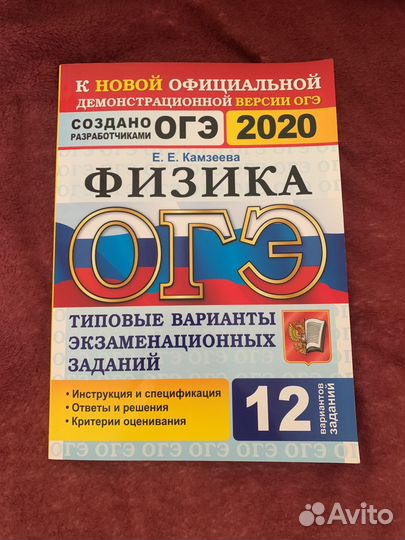 К НОВОЙ ОФИЦИАЛЬНОЙ
ДЕМОНСТРАЦИОННОЙ ВЕРСИИ ОГЭ
СОЗДАНО
РАЗРАБОТЧИКАМИ ОГЭ 2020
Е. Е. Камзеева
ФИЗИКА
ОГЭ
ТИПОВЫЕ ВАРИАНТЫ
ЭКЗАМЕНАЦИОННЫХ
ЗАДАНИЙ
• Инструкция и спецификация
• Ответы и решения
• Критерии оценивания
12 вариантов
заданий
ОГЭ ОГЭ ОГЭ ОГЭ
Avito